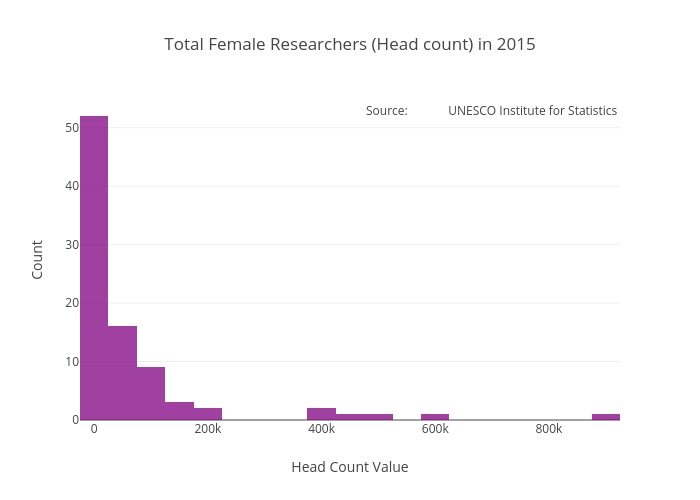 Total Female Researchers (Head count) in 2015
Source: UNESCO Institute for Statistics
50
40
30
20
10
0
Count
0 200k 400k 600k 800k
Head Count Value